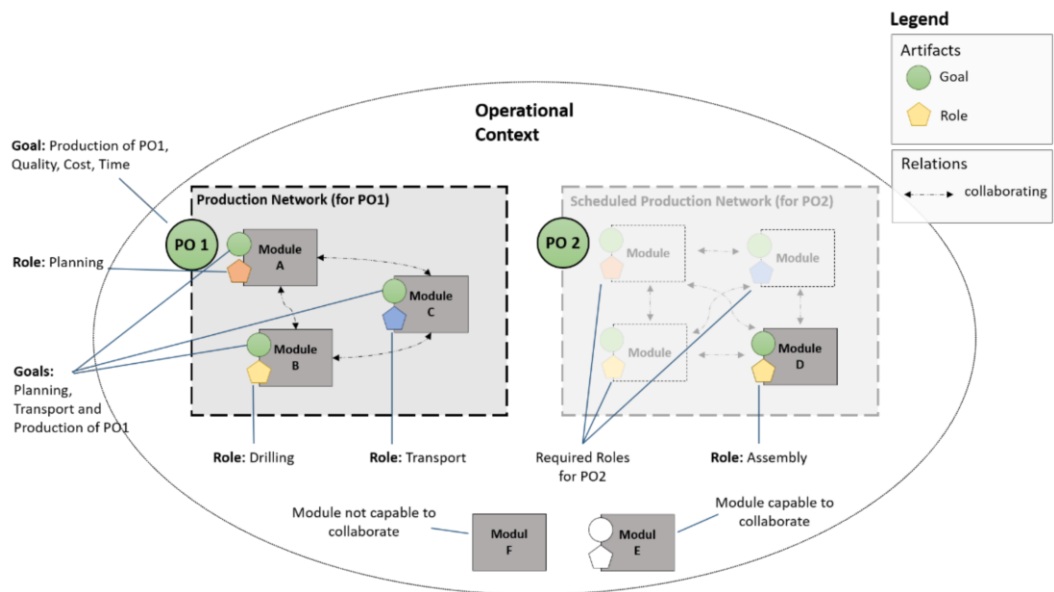 Legend
Artifacts
Goal
Role
Relations
collaborating
Operational
Context
Goal: Production of PO1,
Quality, Cost, Time
Production Network (for PO1)
PO 1
Module
A
Role: Planning
Module
C
Module
B
Goals:
Planning,
Transport and
Production of PO1
Role: Drilling
Role: Transport
Scheduled Production Network (for PO2)
PO 2
Module
Module
Module
Module
D
Required Roles
for PO2
Role: Assembly
Module not capable to
collaborate
Modul
F
Modul
E
Module capable to
collaborate